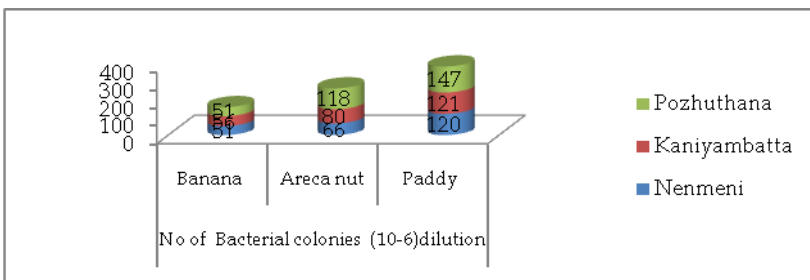 400
300
200
100
0
51
56
51
118
80
66
147
121
120
Banana
Areca nut
Paddy
No of Bacterial colonies (10-6)dilution
Pozhuthana
Kaniyambatta
Nenmeni